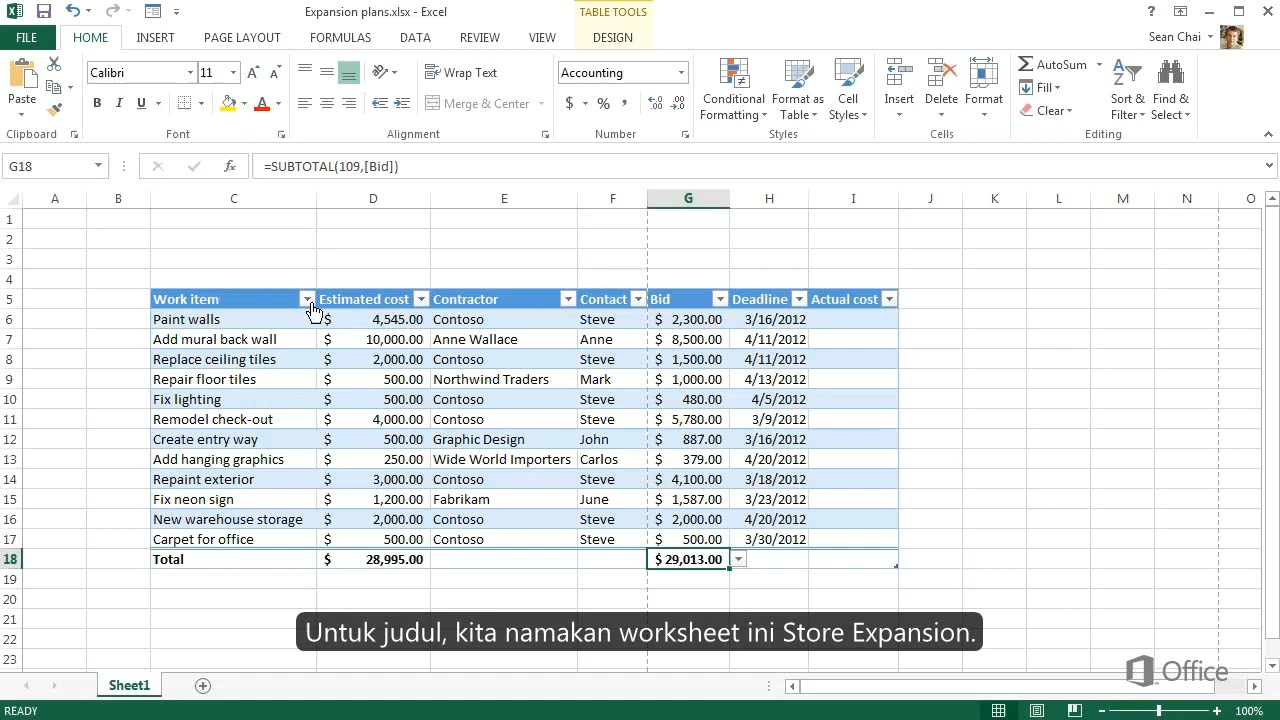 Expansion plans.xlsx - Excel
TABLE TOOLS
FILE HOME INSERT PAGE LAYOUT FORMULAS DATA REVIEW VIEW DESIGN
Sean Chai
Paste
Calibri 11
B I U
Wrap Text
Merge & Center
Accounting
$ % ,
Conditional Formatting
Format as Table
Cell Styles
Insert Delete Format
AutoSum
Fill
Clear
Sort & Filter
Find & Select
Clipboard Font Alignment Number Styles Cells Editing
G18 fx =SUBTOTAL(109,[Bid])
A B C D E F G H I J K L M N O
1
2
3
4
5 Work item Estimated cost Contractor Contact Bid Deadline Actual cost
6 Paint walls $ 4,545.00 Contoso Steve $ 2,300.00 3/16/2012
7 Add mural back wall $ 10,000.00 Anne Wallace Anne $ 8,500.00 4/11/2012
8 Replace ceiling tiles $ 2,000.00 Contoso Steve $ 1,500.00 4/11/2012
9 Repair floor tiles $ 500.00 Northwind Traders Mark $ 1,000.00 4/13/2012
10 Fix lighting $ 500.00 Contoso Steve $ 480.00 4/5/2012
11 Remodel check-out $ 4,000.00 Contoso Steve $ 5,780.00 3/9/2012
12 Create entry way $ 500.00 Graphic Design John $ 887.00 3/16/2012
13 Add hanging graphics $ 250.00 Wide World Importers Carlos $ 379.00 4/20/2012
14 Repaint exterior $ 3,000.00 Contoso Steve $ 4,100.00 3/18/2012
15 Fix neon sign $ 1,200.00 Fabrikam June $ 1,587.00 3/23/2012
16 New warehouse storage $ 2,000.00 Contoso Steve $ 2,000.00 4/20/2012
17 Carpet for office $ 500.00 Contoso Steve $ 500.00 3/30/2012
18 Total $ 28,995.00 $ 29,013.00
19
20
21
22
23
Untuk judul, kita namakan worksheet ini Store Expansion.
Office
Sheet1
READY
100%